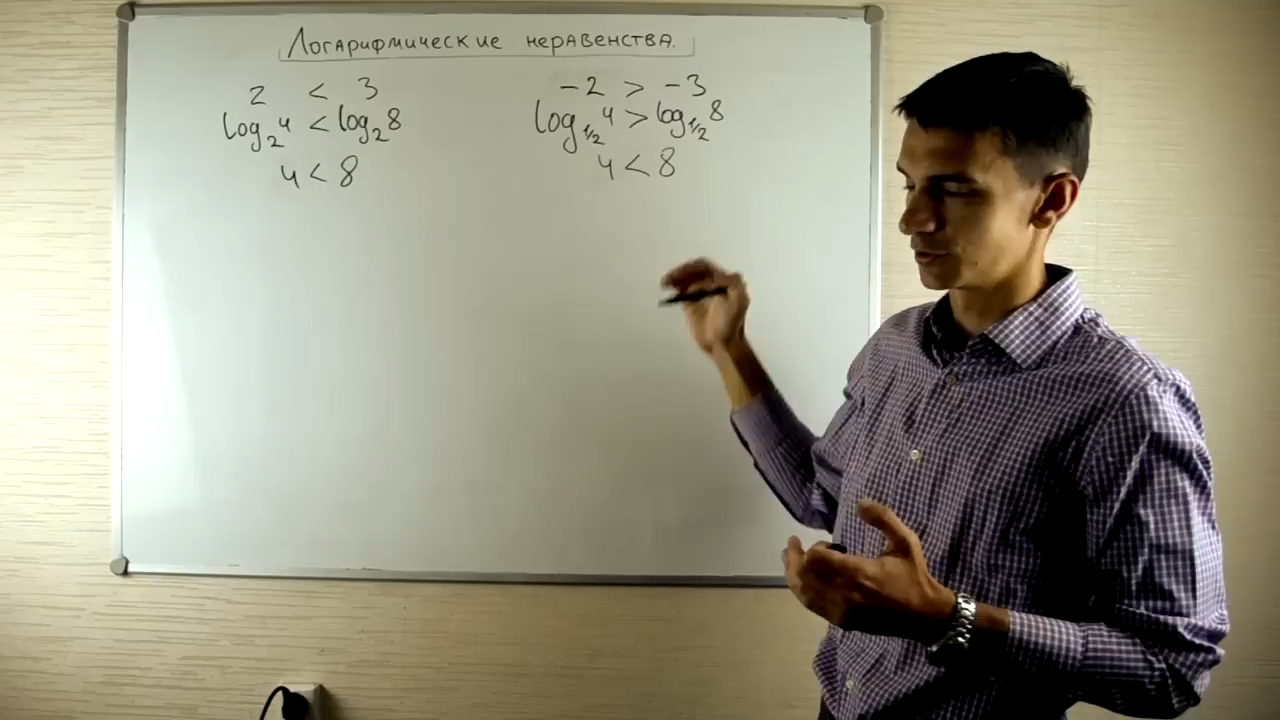 Логарифмические неравенства.
2 < 3
log₂4 < log₂8
4 < 8
-2 > -3
log₁/₂4 > log₁/₂8
4 < 8